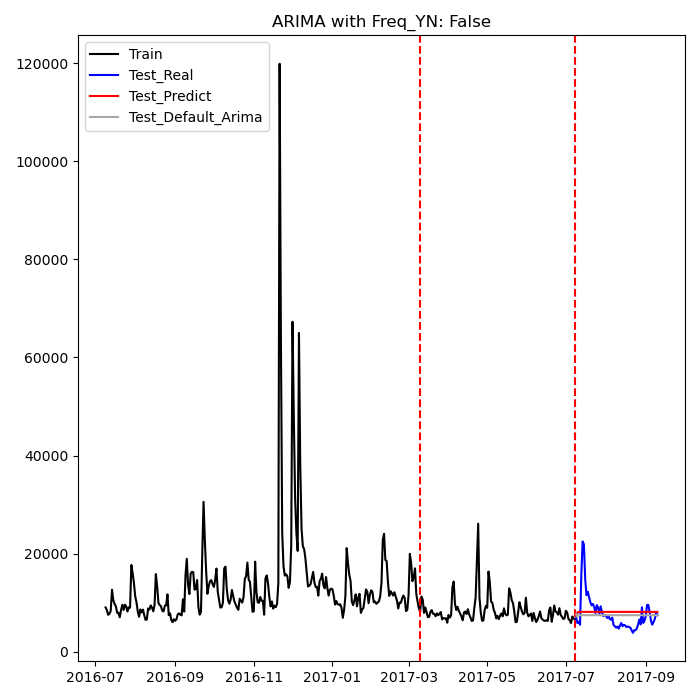 ARIMA with Freq_YN: False
Train
Test_Real
Test_Predict
Test_Default_Arima
120000
100000
80000
60000
40000
20000
0
2016-07 2016-09 2016-11 2017-01 2017-03 2017-05 2017-07 2017-09